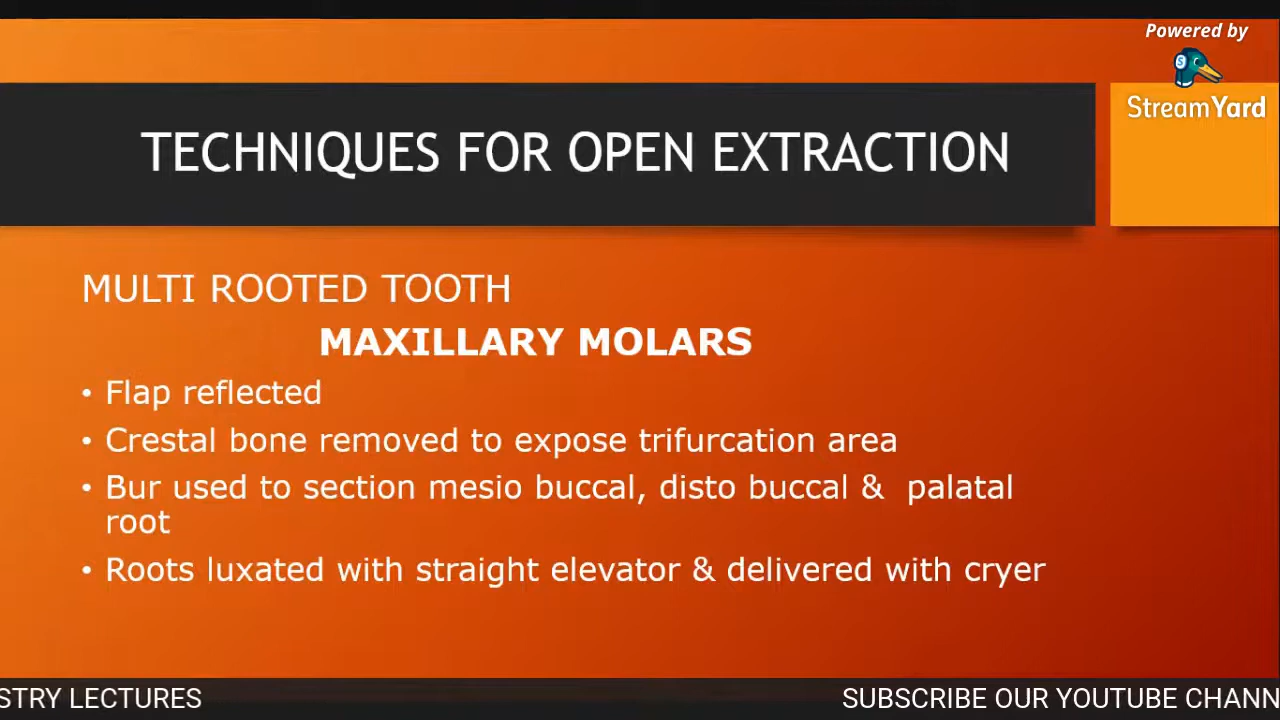 Powered by
StreamYard
TECHNIQUES FOR OPEN EXTRACTION
MULTI ROOTED TOOTH
MAXILLARY MOLARS
• Flap reflected
• Crestal bone removed to expose trifurcation area
• Bur used to section mesio buccal, disto buccal & palatal
root
• Roots luxated with straight elevator & delivered with cryer
STRY LECTURES SUBSCRIBE OUR YOUTUBE CHANN